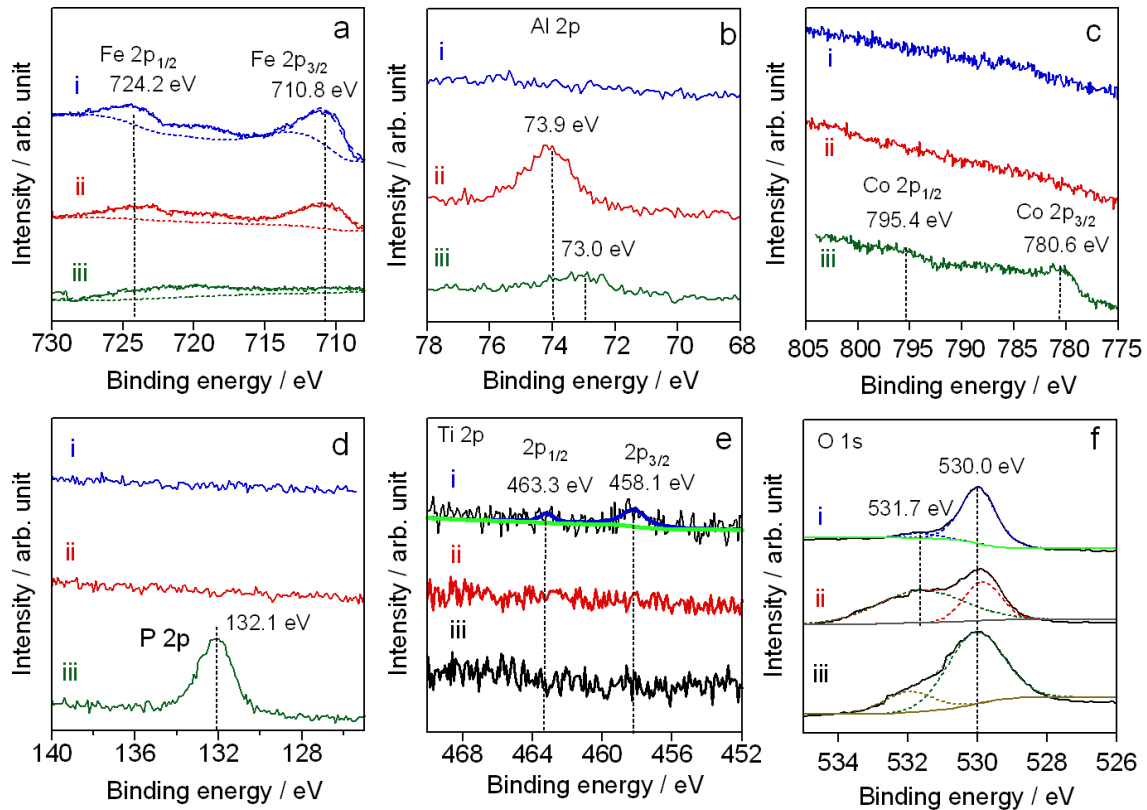 a
Fe 2p1/2
724.2 eV
Fe 2p3/2
710.8 eV
i
ii
iii
Intensity / arb. unit
730 725 720 715 710
Binding energy / eV
b
Al 2p
i
73.9 eV
ii
73.0 eV
iii
Intensity / arb. unit
78 76 74 72 70 68
Binding energy / eV
c
i
ii
Co 2p1/2
795.4 eV
Co 2p3/2
780.6 eV
iii
Intensity / arb. unit
805 800 795 790 785 780 775
Binding energy / eV
d
i
ii
P 2p
132.1 eV
iii
Intensity / arb. unit
140 136 132 128
Binding energy / eV
e
Ti 2p
2p1/2
463.3 eV
2p3/2
458.1 eV
i
ii
iii
Intensity / arb. unit
468 466 463 460 458 456 454 452
Binding energy / eV
f
O 1s
530.0 eV
531.7 eV
i
ii
iii
Intensity / arb. unit
534 532 530 528 526
Binding energy / eV